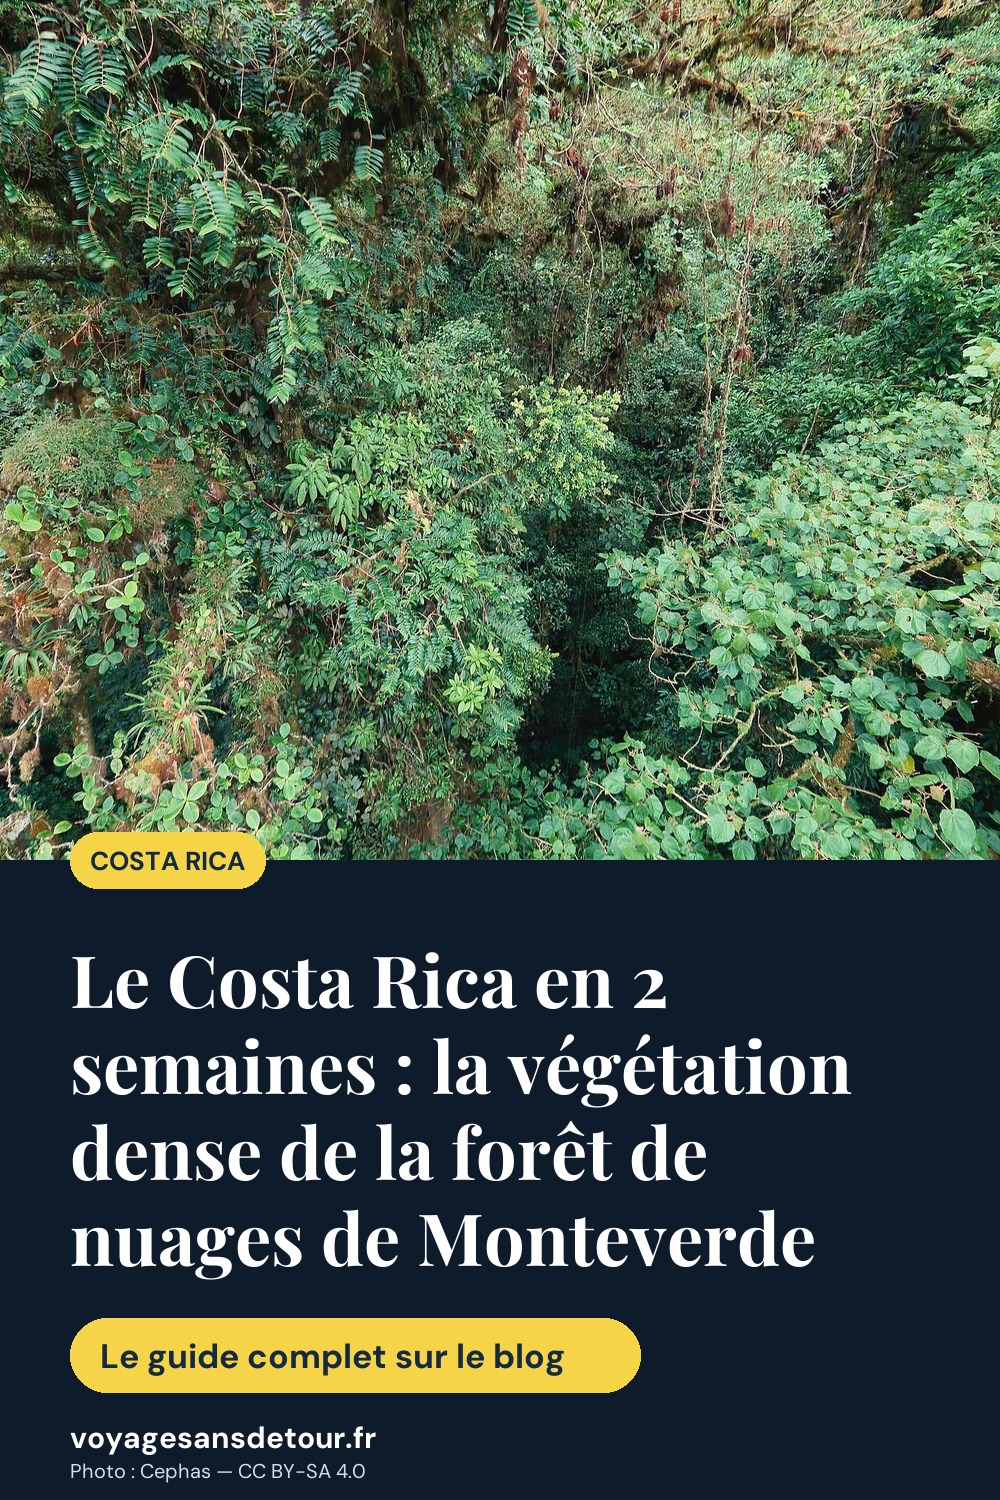 COSTA RICA
Le Costa Rica en 2
semaines : la végétation
dense de la forêt de
nuages de Monteverde
Le guide complet sur le blog
voyagesansdetour.fr
Photo : Cephas — CC BY-SA 4.0